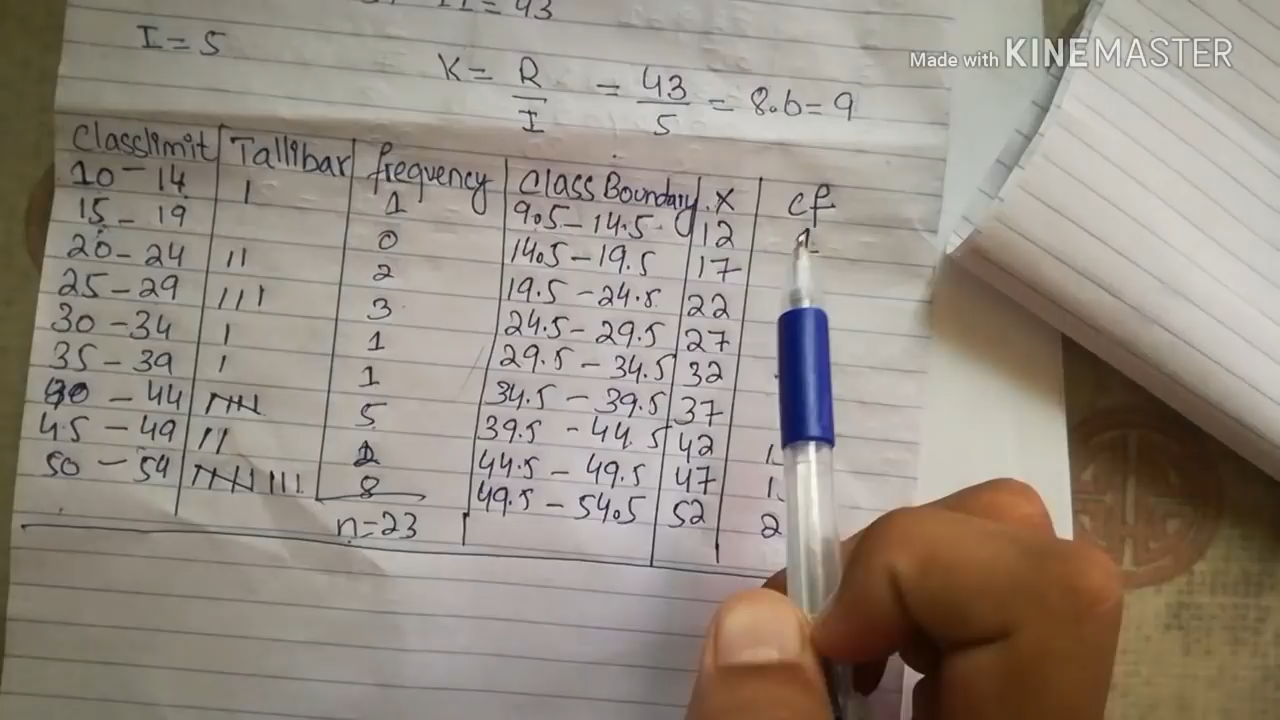 = 43
I = 5
Made with KINEMASTER
K = R/I = 43/5 = 8.6 = 9
Classlimit Tallibar frequency Class Boundary X cf
10 - 14 | 1 9.5 - 14.5 12 1
15 - 19 0 14.5 - 19.5 17
20 - 24 || 2 19.5 - 24.5 22
25 - 29 ||| 3 24.5 - 29.5 27
30 - 34 | 1 29.5 - 34.5 32
35 - 39 | 1 34.5 - 39.5 37
40 - 44 |||| 5 39.5 - 44.5 42
45 - 49 || 2 44.5 - 49.5 47
50 - 54 |||| ||| 8 49.5 - 54.5 52
n = 23